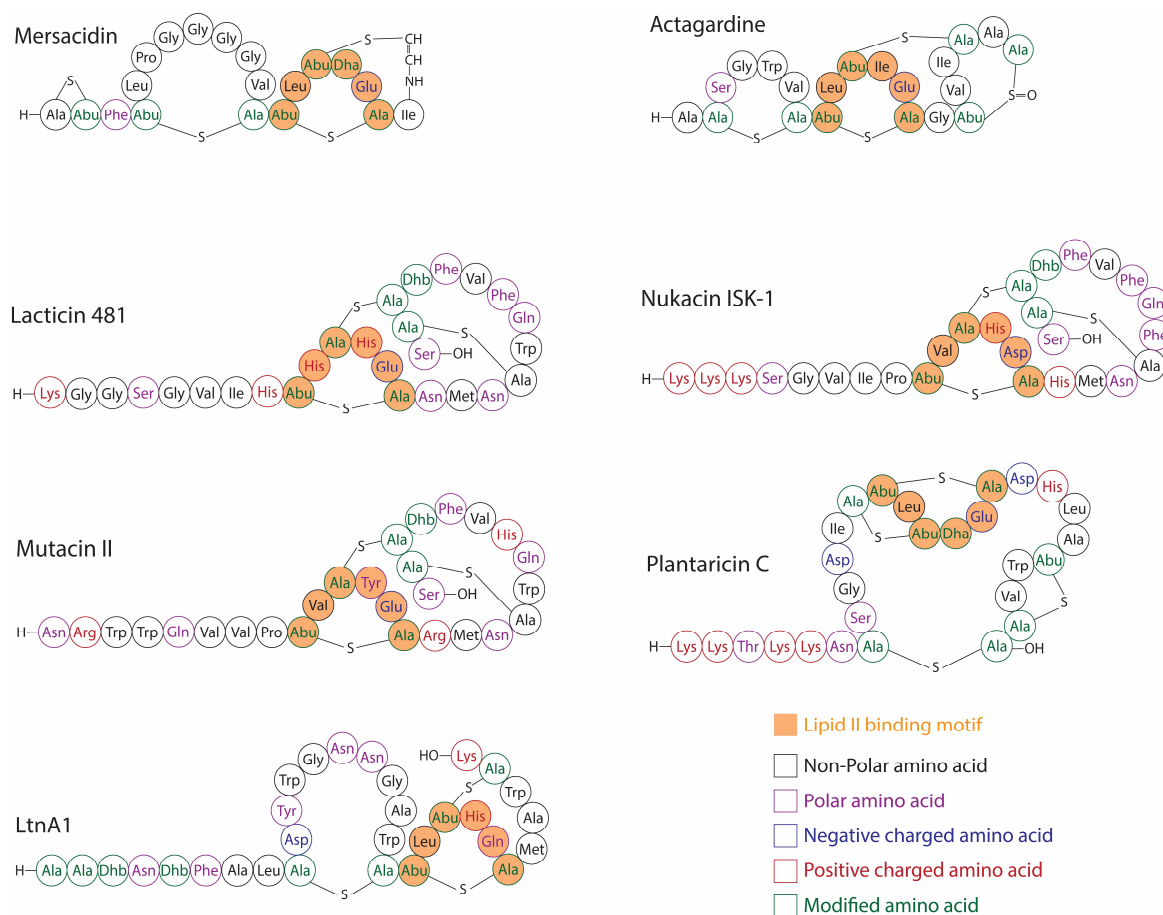 Mersacidin
S S S S
H Ala Abu Phe Abu Leu Pro Gly Gly Gly Gly Val Ala Abu Leu Abu Dha Glu Ala Ile NH CH CH
Actagardine
S S S S=O
H Ala Ala Ser Gly Trp Val Ala Abu Leu Abu Ile Glu Ala Gly Val Ile Ala Ala Ala Abu
Lacticin 481
S S S
H Lys Gly Gly Ser Gly Val Ile His Abu His Ala His Glu Ala Asn Met Asn Ala Trp Gln Phe Val Phe Dhb Ala Ala Ser OH
Nukacin ISK-1
S S S
H Lys Lys Lys Ser Gly Val Ile Pro Abu Val Ala His Asp Ala His Met Asn Ala Phe Gln Phe Val Phe Dhb Ala Ala Ser OH
Mutacin II
S S S
H Asn Arg Trp Trp Gln Val Val Pro Abu Val Ala Tyr Glu Ala Arg Met Asn Ala Trp Gln His Val Phe Dhb Ala Ala Ser OH
Plantaricin C
S S S S
H Lys Lys Thr Lys Lys Asn Ala Ser Gly Asp Ile Ala Abu Leu Abu Dha Glu Ala Asp His Leu Ala Abu Trp Val Ala Ala OH
LtnA1
S S S
H Ala Ala Dhb Asn Dhb Phe Ala Leu Ala Asp Tyr Trp Gly Asn Asn Gly Ala Trp Ala Abu Leu Abu His Gln Ala Met Ala Trp Ala Lys HO
Lipid II binding motif
Non-Polar amino acid
Polar amino acid
Negative charged amino acid
Positive charged amino acid
Modified amino acid